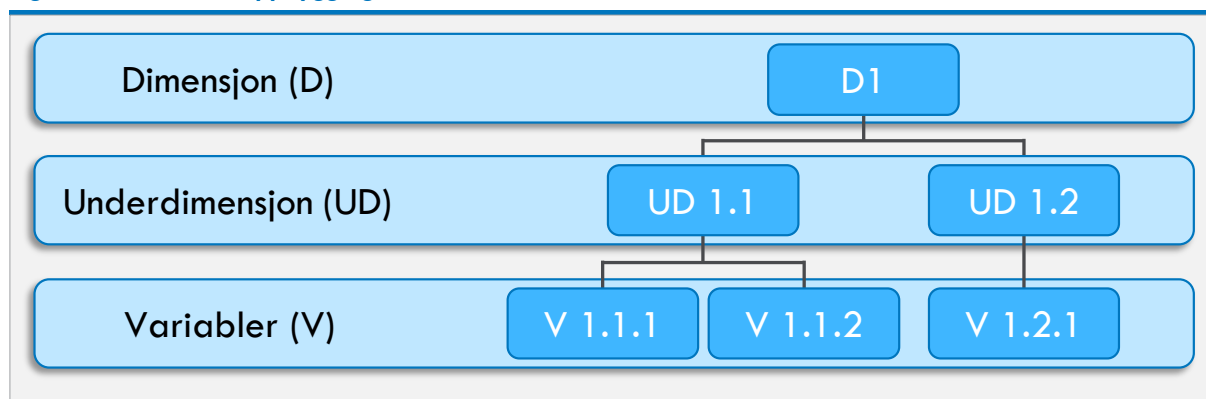 Dimensjon (D) D1
Underdimensjon (UD) UD 1.1 UD 1.2
Variabler (V) V 1.1.1 V 1.1.2 V 1.2.1